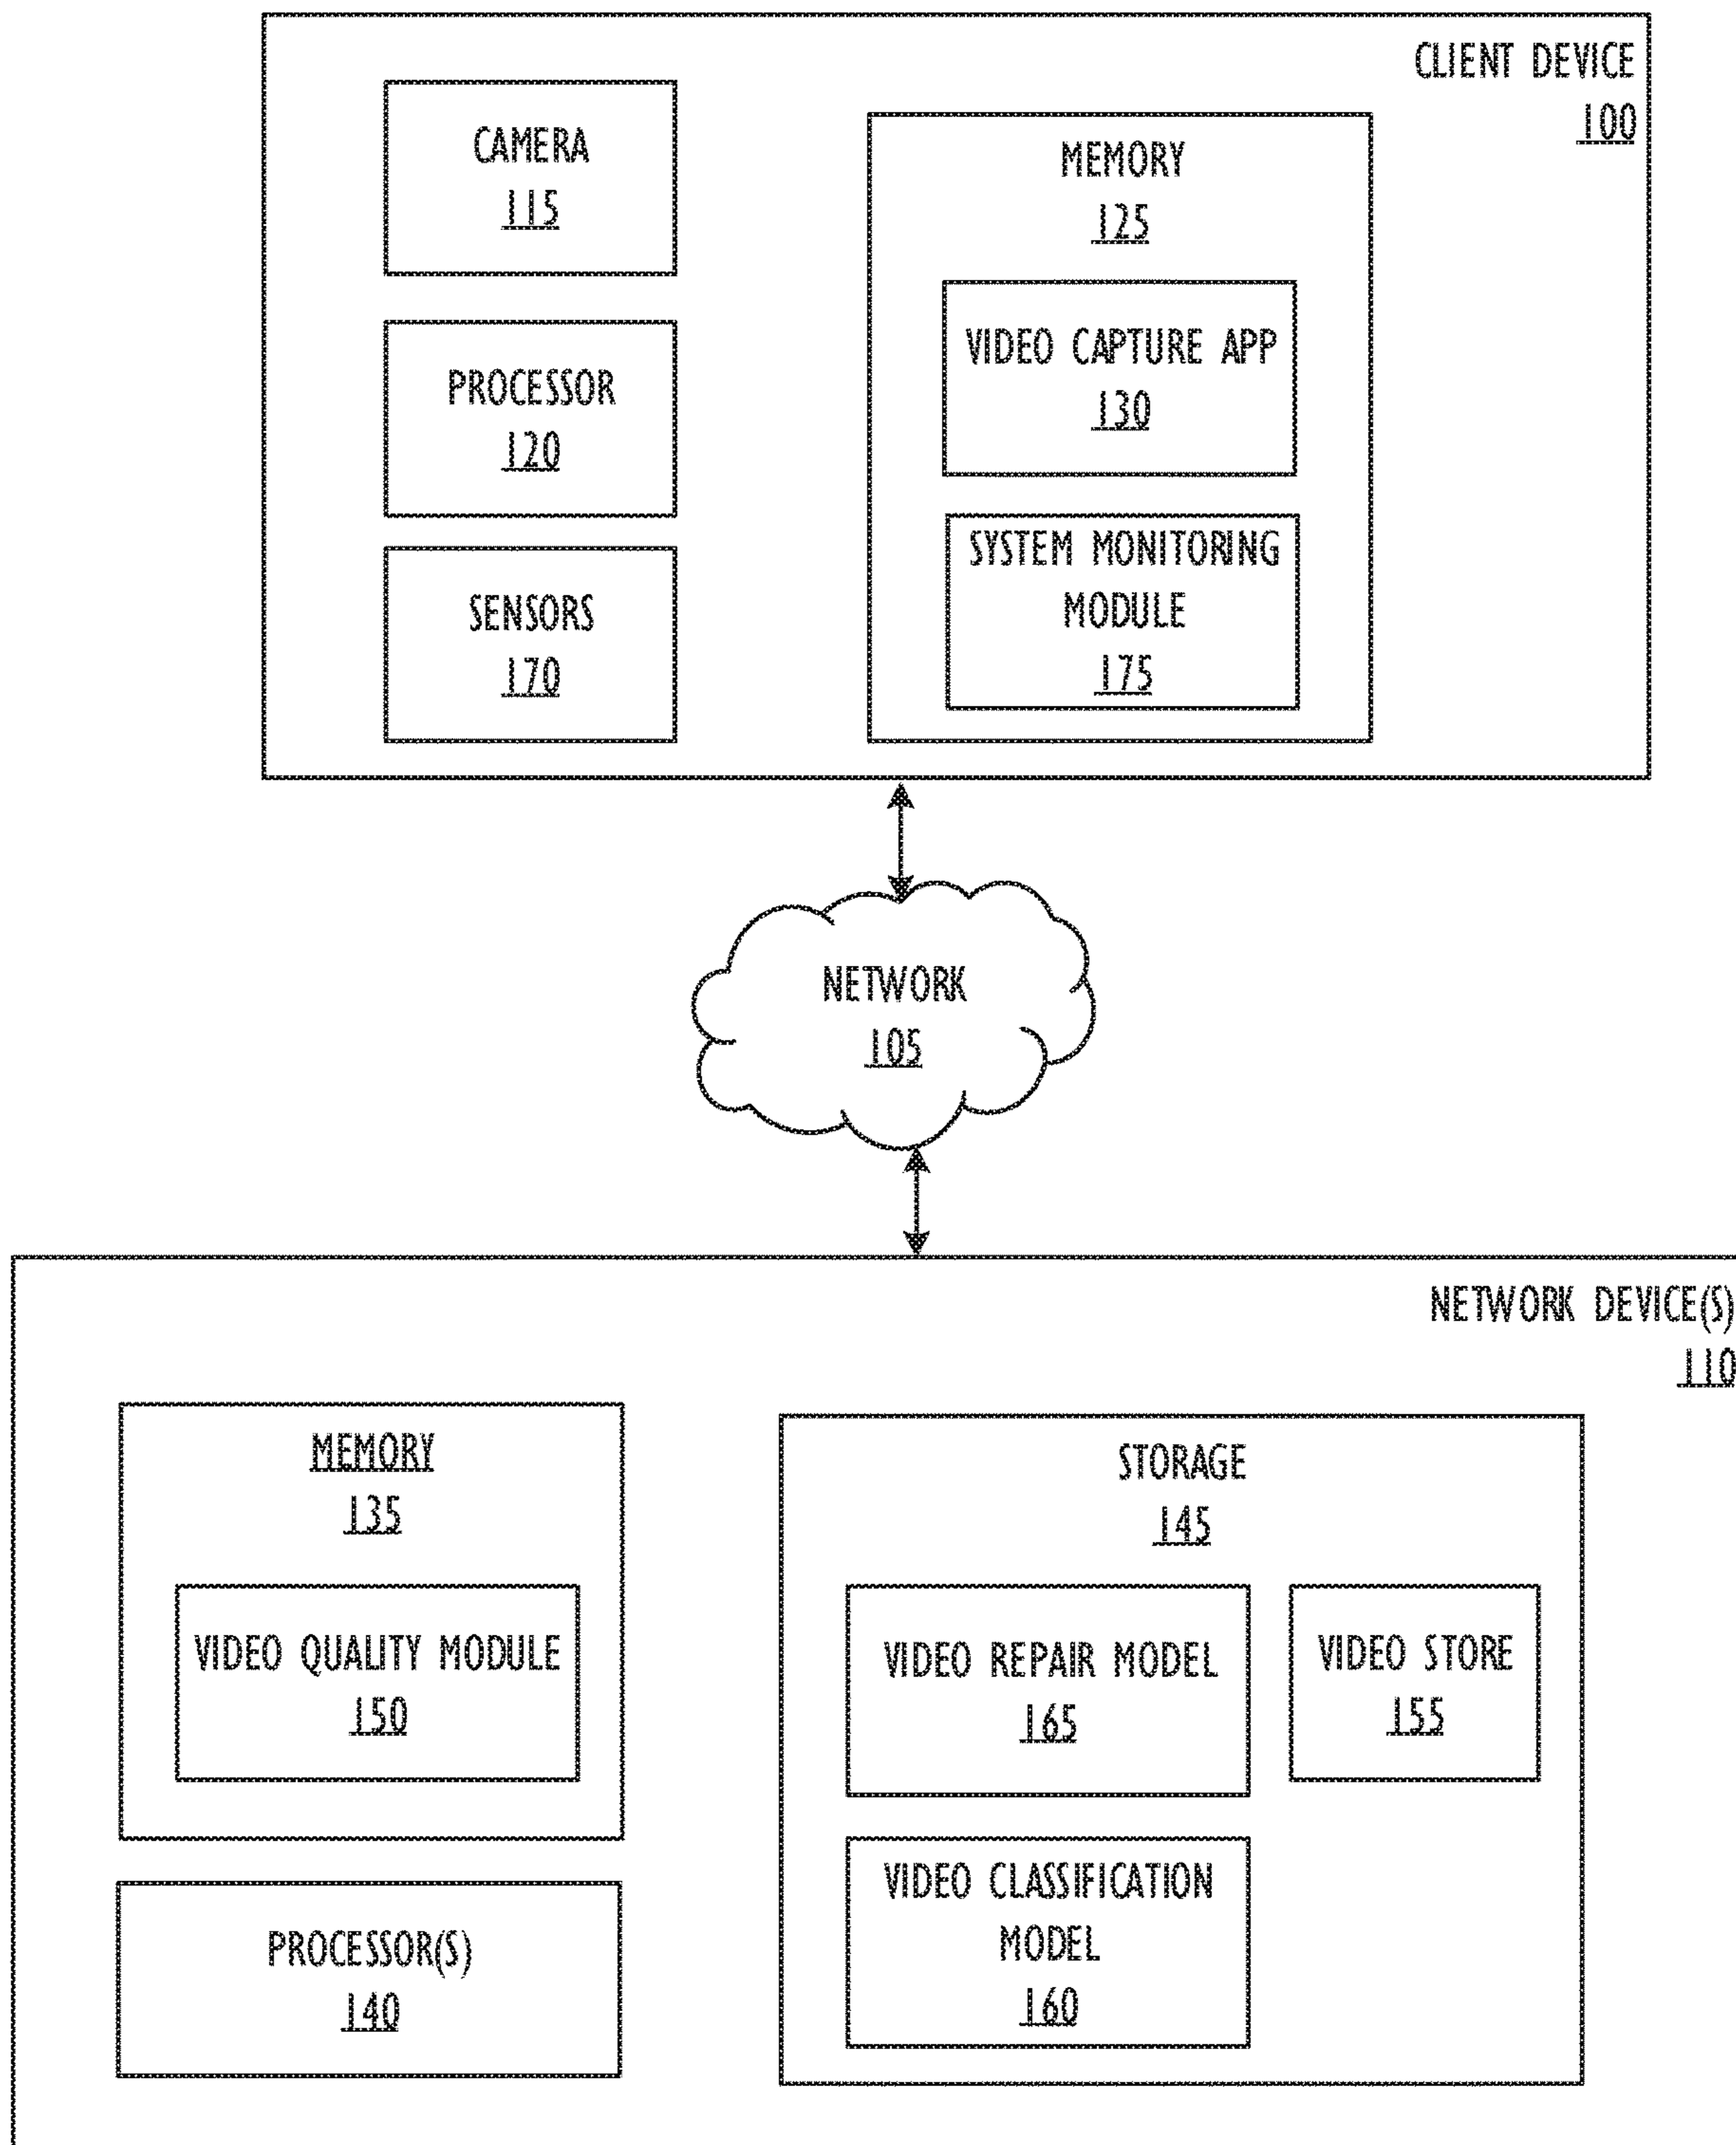 CLIENT DEVICE
100
CAMERA
115
PROCESSOR
120
SENSORS
170
MEMORY
125
VIDEO CAPTURE APP
130
SYSTEM MONITORING
MODULE
175
NETWORK
105
NETWORK DEVICE(S)
110
MEMORY
135
VIDEO QUALITY MODULE
150
PROCESSOR(S)
140
STORAGE
145
VIDEO REPAIR MODEL
165
VIDEO STORE
155
VIDEO CLASSIFICATION
MODEL
160